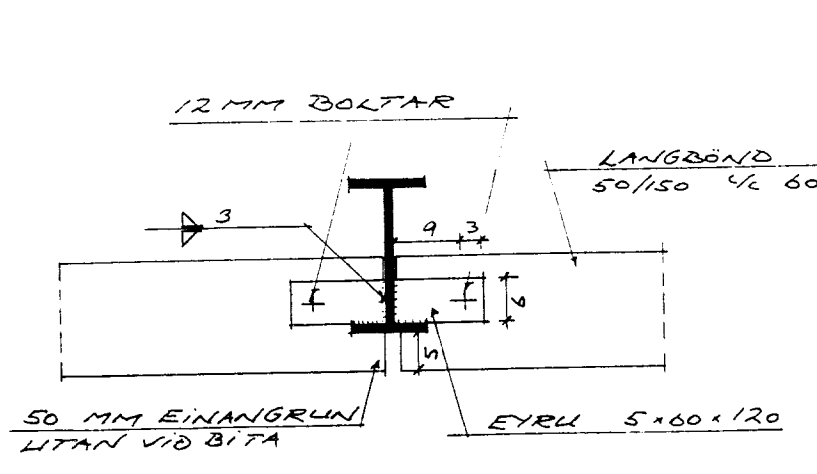 12 MM BOLTAR
LANGBÖND
50/150 c/c 60
3
9 3
6
5
50 MM EINANGRUN
UTAN VIÐ BITA
EYRU 5×60×120